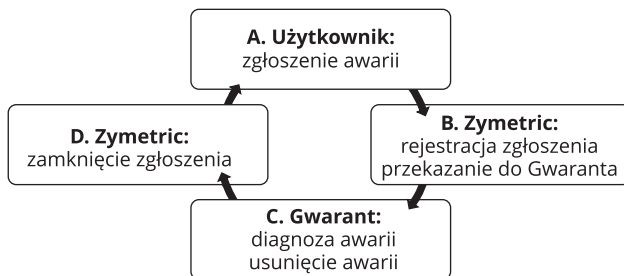 A. Użytkownik:
zgłoszenie awarii
B. Zymetric:
rejestracja zgłoszenia
przekazanie do Gwaranta
C. Gwarant:
diagnoza awarii
usunięcie awarii
D. Zymetric:
zamknięcie zgłoszenia